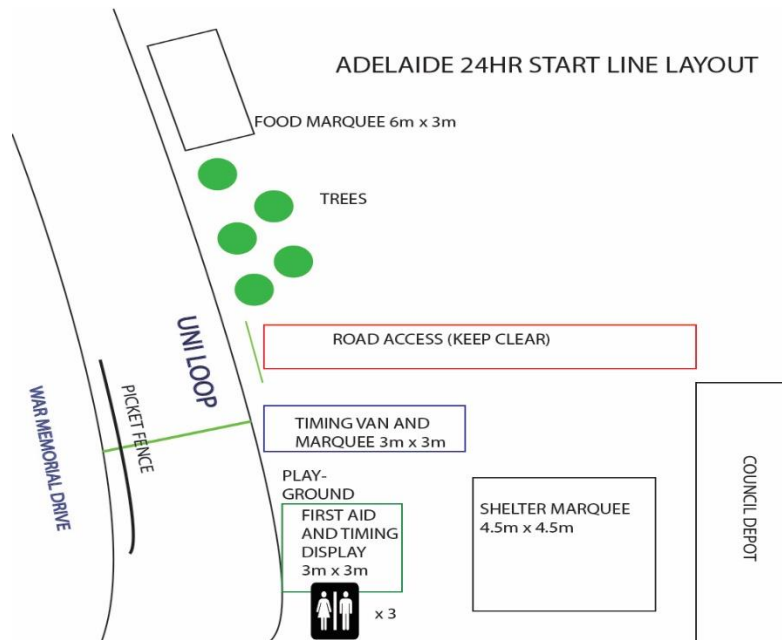 ADELAIDE 24HR START LINE LAYOUT
FOOD MARQUEE 6m x 3m
TREES
UNI LOOP
ROAD ACCESS (KEEP CLEAR)
PICKET FENCE
WAR MEMORIAL DRIVE
TIMING VAN AND
MARQUEE 3m x 3m
COUNCIL DEPOT
PLAY-
GROUND
FIRST AID
AND TIMING
DISPLAY
3m x 3m
SHELTER MARQUEE
4.5m x 4.5m
x 3